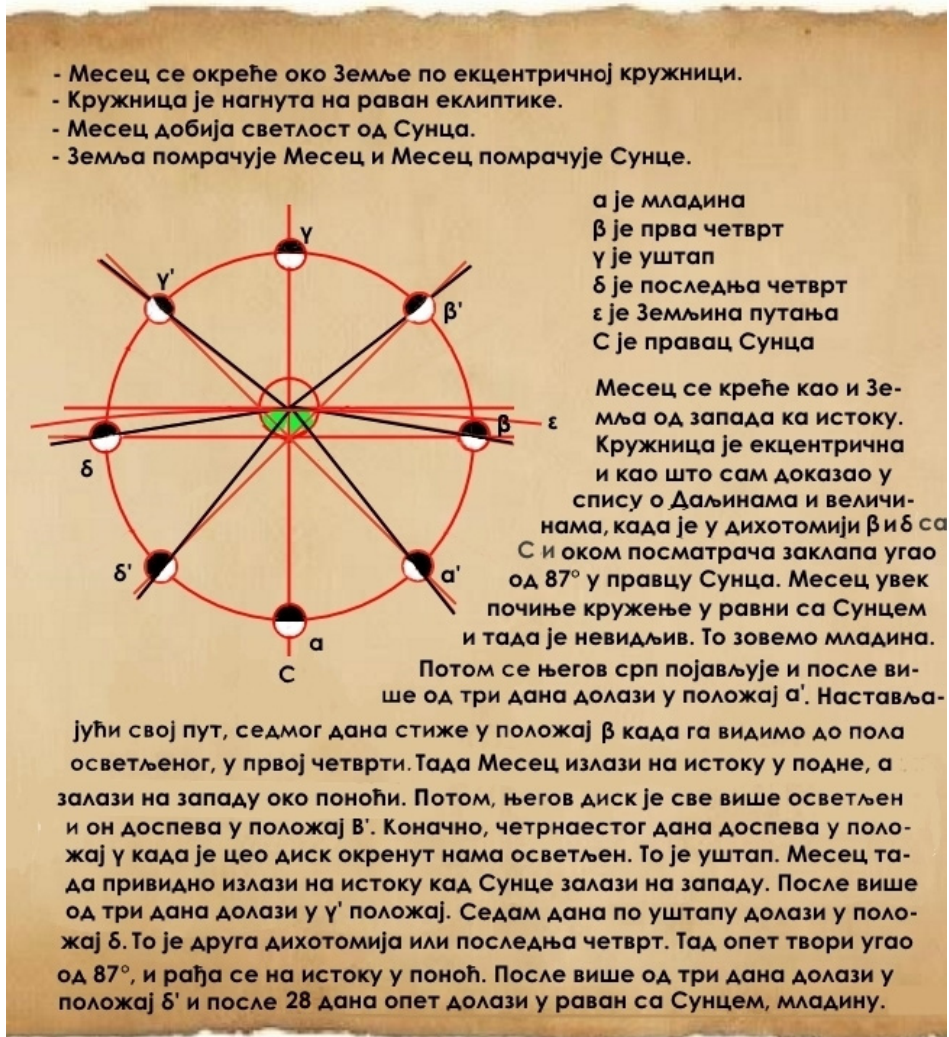 - Месец се окреће око Земље по екцентричној кружници.
- Кружница је нагнута на раван еклиптике.
- Месец добија светлост од Сунца.
- Земља помрачује Месец и Месец помрачује Сунце.
α је младина
β је прва четврт
γ је уштап
δ је последња четврт
ε је Земљина путања
С је правац Сунца
γ
γ'
β'
β
ε
δ
δ'
α'
α
С
Месец се креће као и Зе-
мља од запада ка истоку.
Кружница је екцентрична
и као што сам доказао у
спису о Даљинама и величи-
нама, када је у дихотомији β и δ са
С и оком посматрача заклапа угао
од 87° у правцу Сунца. Месец увек
почиње кружење у равни са Сунцем
и тада је невидљив. То зовемо младина.
Потом се његов срп појављује и после ви-
ше од три дана долази у положај α'. Наставља-
јући свој пут, седмог дана стиже у положај β када га видимо до пола
осветљеног, у првој четврти. Тада Месец излази на истоку у подне, а
залази на западу око поноћи. Потом, његов диск је све више осветљен
и он доспева у положај В'. Коначно, четрнаестог дана доспева у поло-
жај γ када је цео диск окренут нама осветљен. То је уштап. Месец та-
да привидно излази на истоку кад Сунце залази на западу. После више
од три дана долази у γ' положај. Седам дана по уштапу долази у поло-
жај δ. То је друга дихотомија или последња четврт. Тад опет твори угао
од 87°, и рађа се на истоку у поноћ. После више од три дана долази у
положај δ' и после 28 дана опет долази у раван са Сунцем, младину.